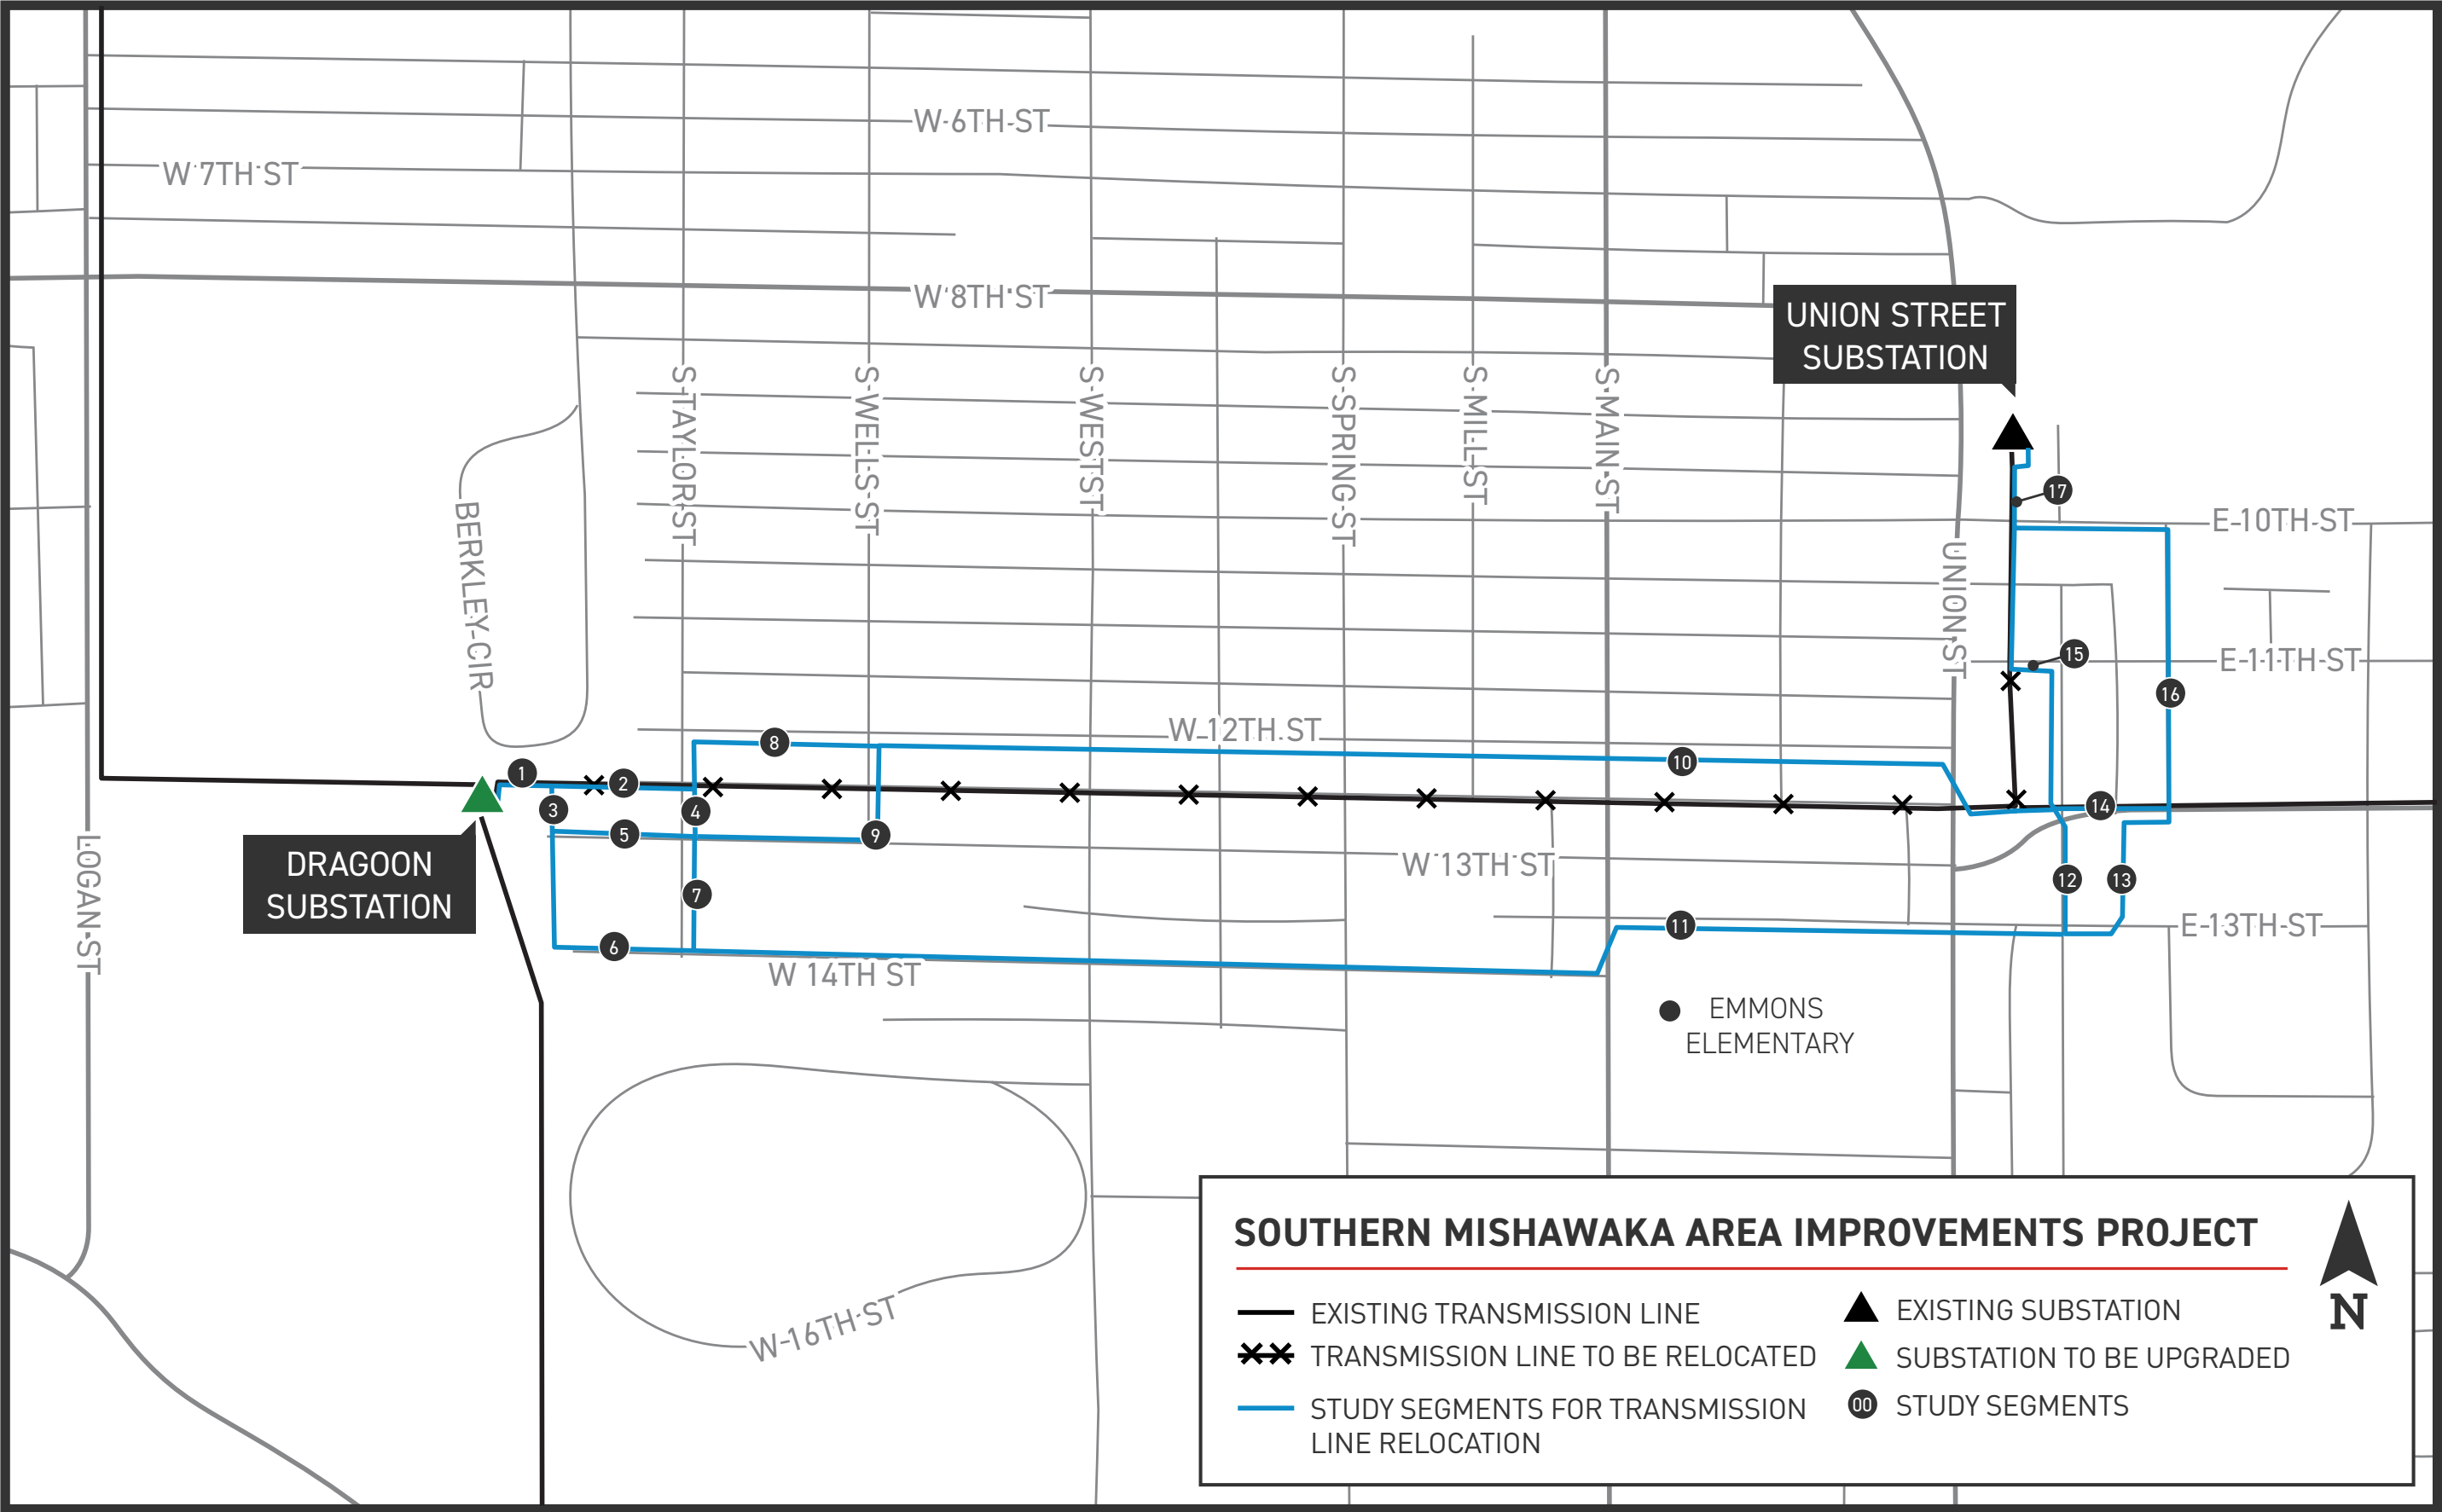 W 6TH ST
W 7TH ST
W 8TH ST
UNION STREET
SUBSTATION
S TAYLOR ST
S WELLS ST
S WEST ST
S SPRING ST
S MILL ST
S MAIN ST
17
E 10TH ST
BERKLEY CIR
UNION ST
15
E 11TH ST
16
W 12TH ST
8
10
1
2
3
4
14
5
9
DRAGOON
SUBSTATION
LOGAN ST
W 13TH ST
7
12
13
6
11
E 13TH ST
W 14TH ST
EMMONS
ELEMENTARY
W 16TH ST
SOUTHERN MISHAWAKA AREA IMPROVEMENTS PROJECT
EXISTING TRANSMISSION LINE
TRANSMISSION LINE TO BE RELOCATED
STUDY SEGMENTS FOR TRANSMISSION
LINE RELOCATION
EXISTING SUBSTATION
SUBSTATION TO BE UPGRADED
00 STUDY SEGMENTS
N